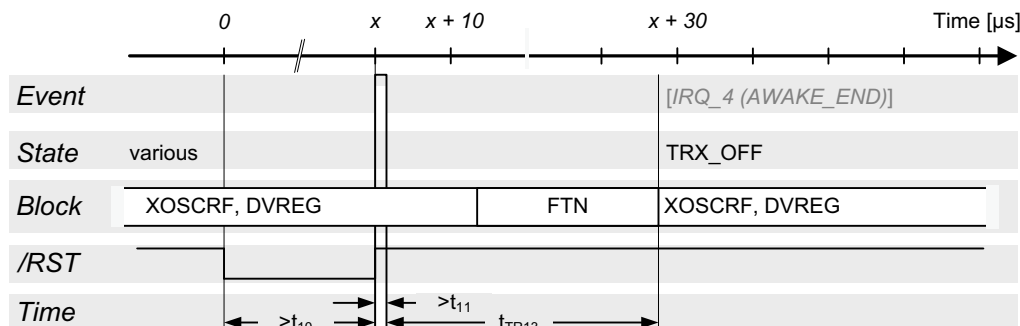 0 x x + 10 x + 30 Time [µs]
Event [IRQ_4 (AWAKE_END)]
State various TRX_OFF
Block XOSCRF, DVREG FTN XOSCRF, DVREG
/RST
Time >t11
>t10 tTR13